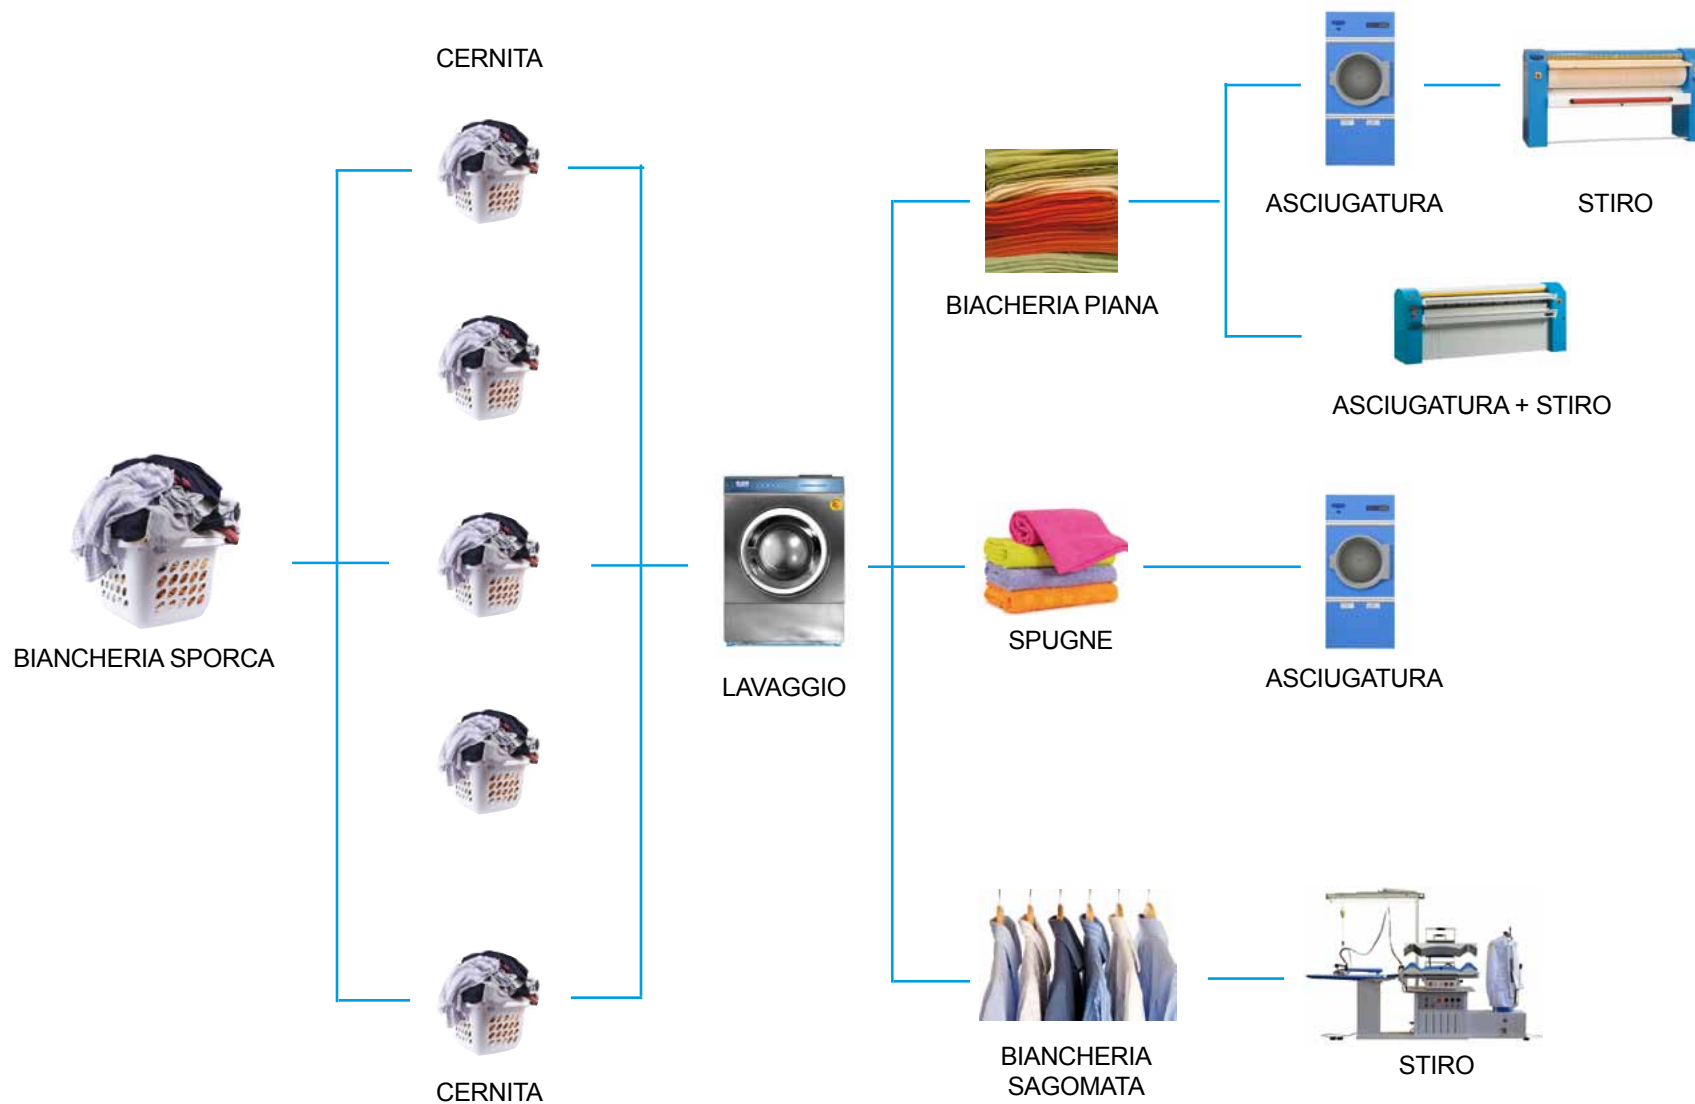 CERNITA
ASCIUGATURA
STIRO
BIACHERIA PIANA
ASCIUGATURA + STIRO
BIANCHERIA SPORCA
LAVAGGIO
SPUGNE
ASCIUGATURA
BIANCHERIA
SAGOMATA
STIRO
CERNITA